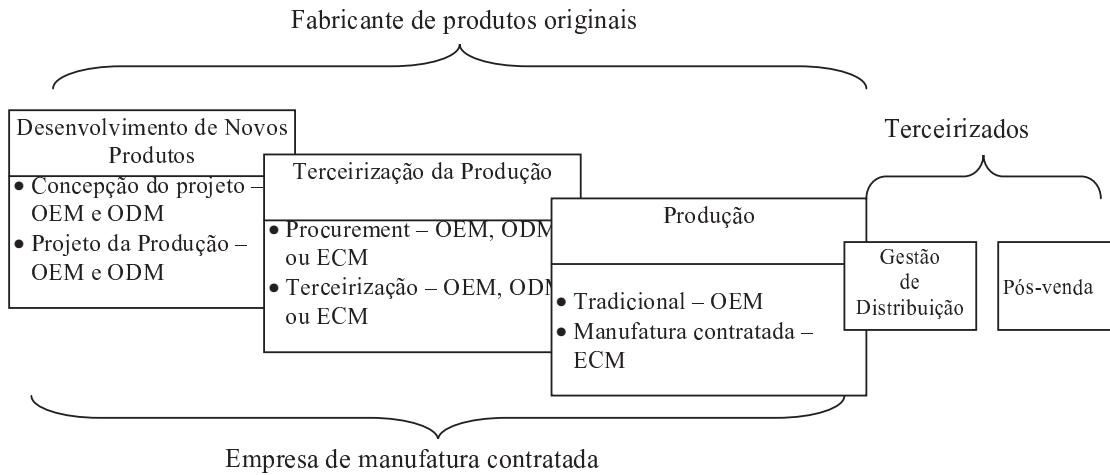 Fabricante de produtos originais
Desenvolvimento de Novos
Produtos
• Concepção do projeto –
OEM e ODM
• Projeto da Produção –
OEM e ODM
Terceirização da Produção
• Procurement – OEM, ODM
ou ECM
• Terceirização – OEM, ODM
ou ECM
Produção
• Tradicional – OEM
• Manufatura contratada –
ECM
Terceirizados
Gestão
de
Distribuição
Pós-venda
Empresa de manufatura contratada